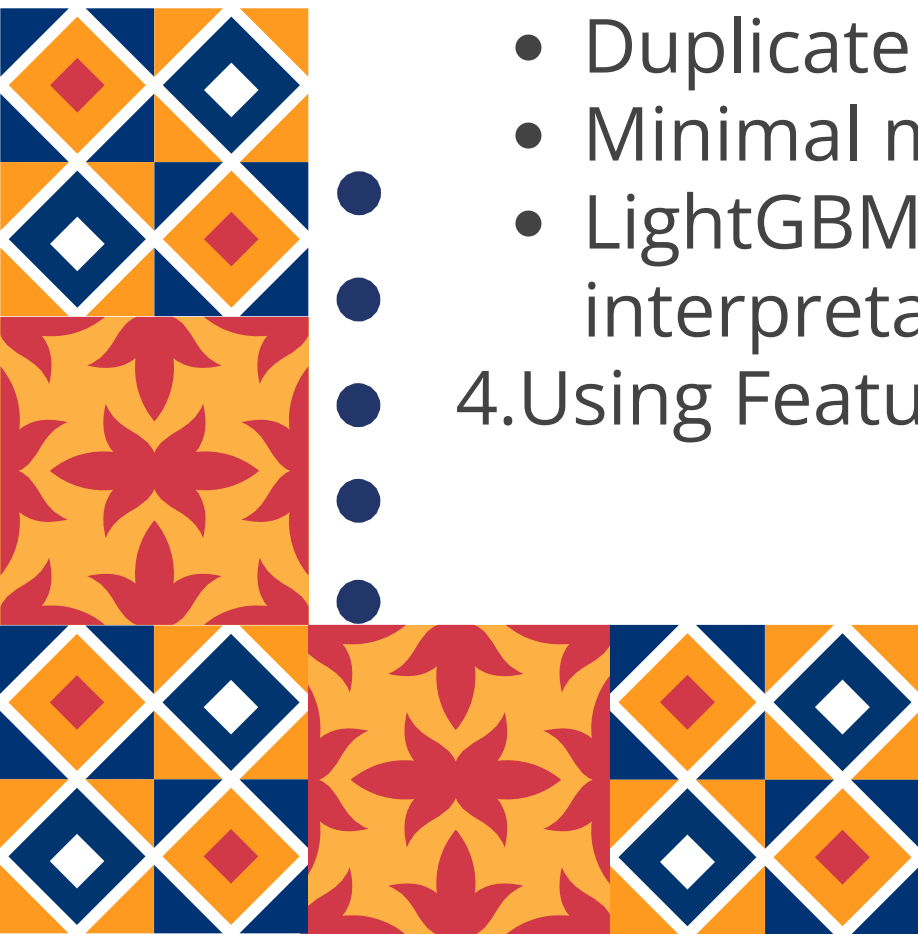 • Duplicate
• Minimal
• LightGBM
4.Using